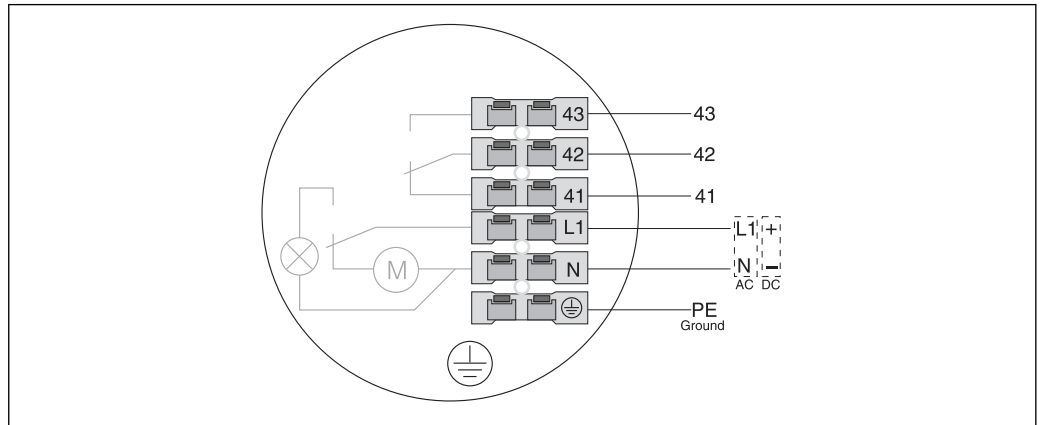 43 43
42 42
41 41
L1 L1 +
M N N –
AC DC
PE
Ground